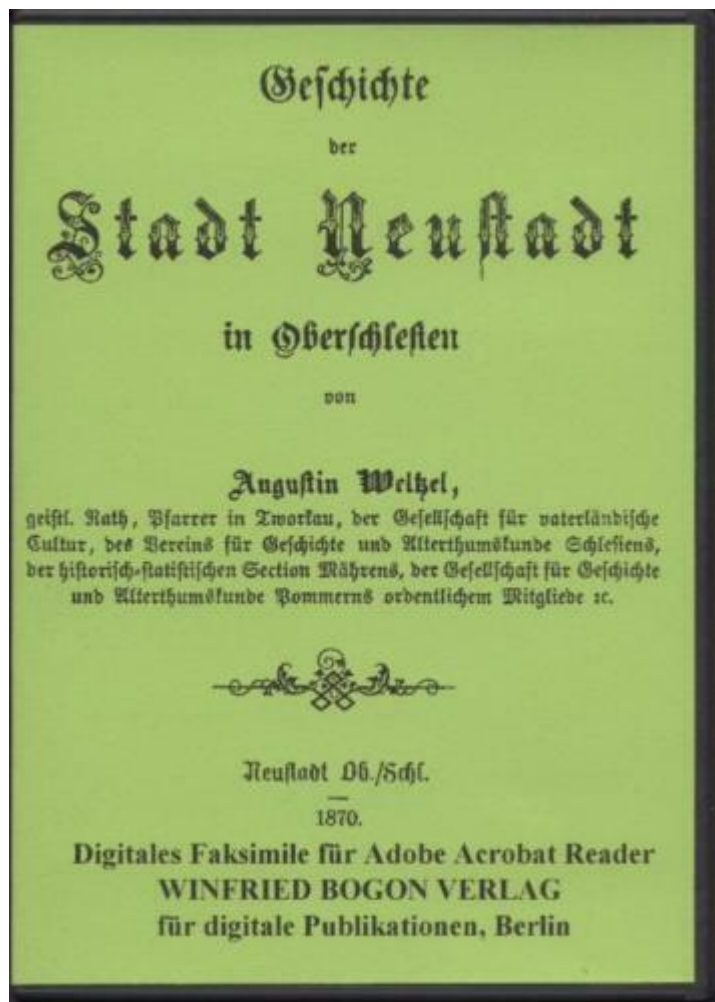 Geschichte
der
Stadt Neustadt
in Oberschlesien
von
Augustin Weltzel,
geistl. Rath, Pfarrer in Tworkau, der Gesellschaft für vaterländische
Cultur, des Vereins für Geschichte und Alterthumskunde Schlesiens,
der historisch-statistischen Section Mährens, der Gesellschaft für Geschichte
und Alterthumskunde Pommerns ordentlichem Mitgliede ꝛc.
Neustadt Ob./Schl.
1870.
Digitales Faksimile für Adobe Acrobat Reader
WINFRIED BOGON VERLAG
für digitale Publikationen, Berlin